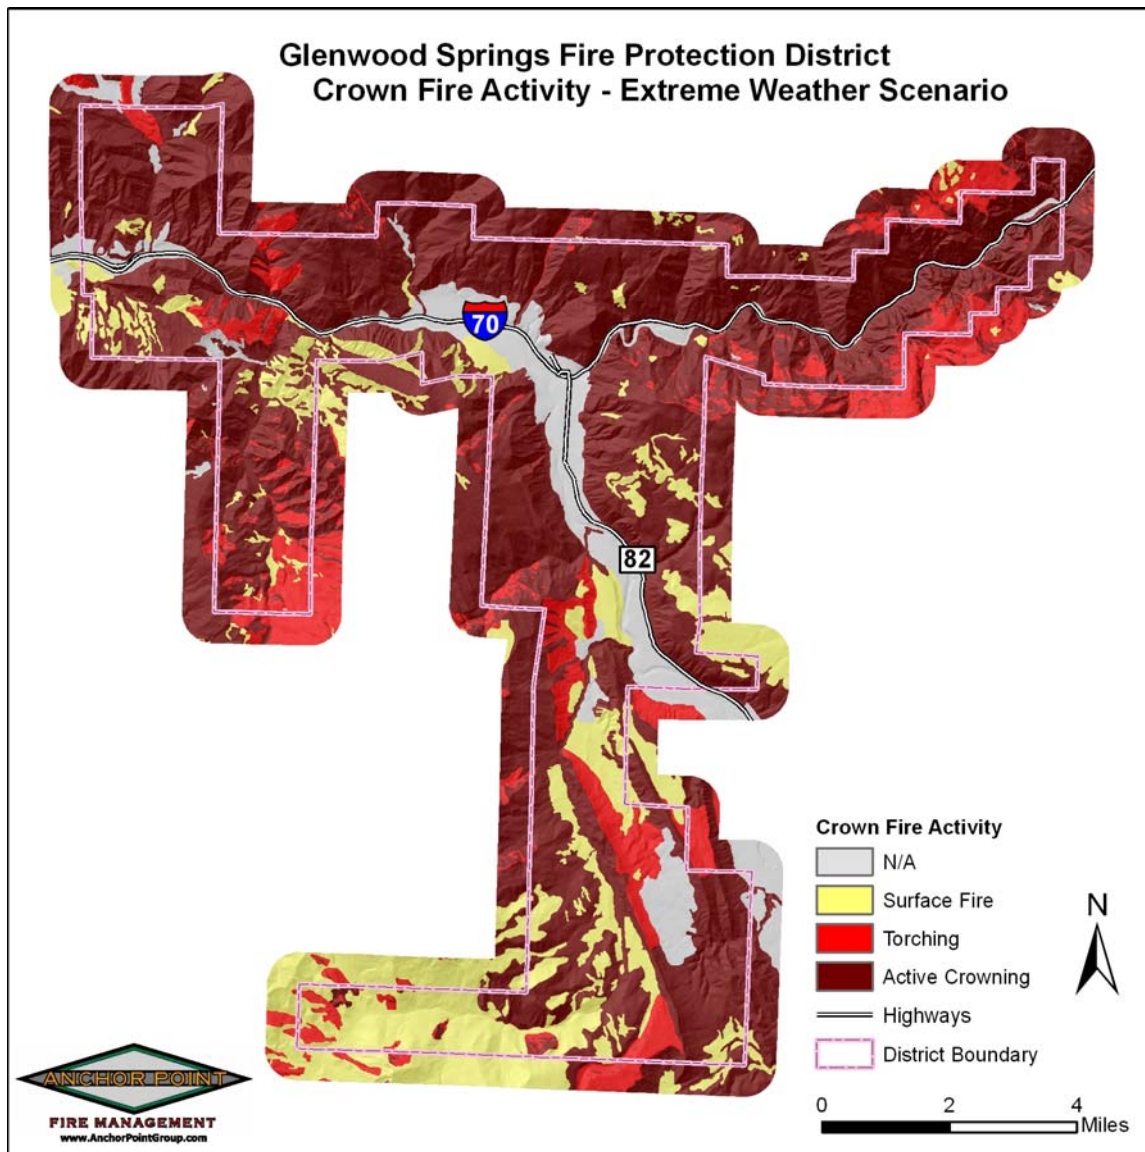 Glenwood Springs Fire Protection District
Crown Fire Activity - Extreme Weather Scenario
70
82
Crown Fire Activity
N/A
Surface Fire
Torching
Active Crowning
Highways
District Boundary
N
0 2 4
Miles
ANCHOR POINT
FIRE MANAGEMENT
www.AnchorPointGroup.com